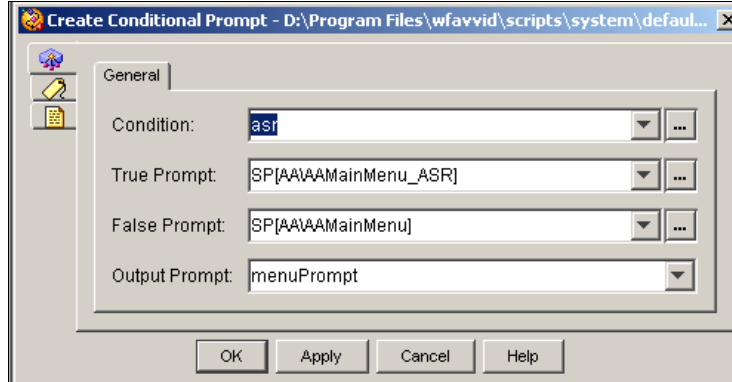 Create Conditional Prompt - D:\Program Files\wfavvid\scripts\system\defaul...
General
Condition: asr ...
True Prompt: SP[AA\AAMainMenu_ASR] ...
False Prompt: SP[AA\AAMainMenu] ...
Output Prompt: menuPrompt
OK Apply Cancel Help